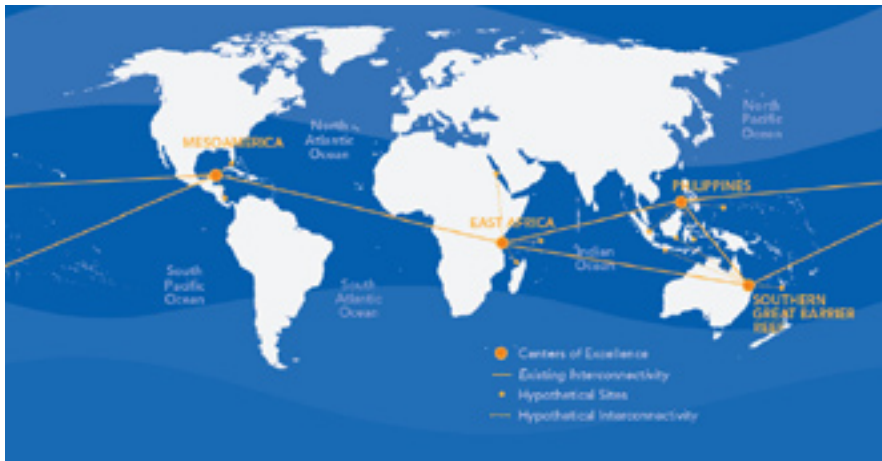 North
Pacific
Ocean
North
Atlantic
Ocean
MESOAMERICA
PHILIPPINES
EAST AFRICA
Indian
Ocean
South
Pacific
Ocean
South
Atlantic
Ocean
SOUTHERN
GREAT BARRIER
REEF
Centers of Excellence
Existing Interconnectivity
Hypothetical Sites
Hypothetical Interconnectivity